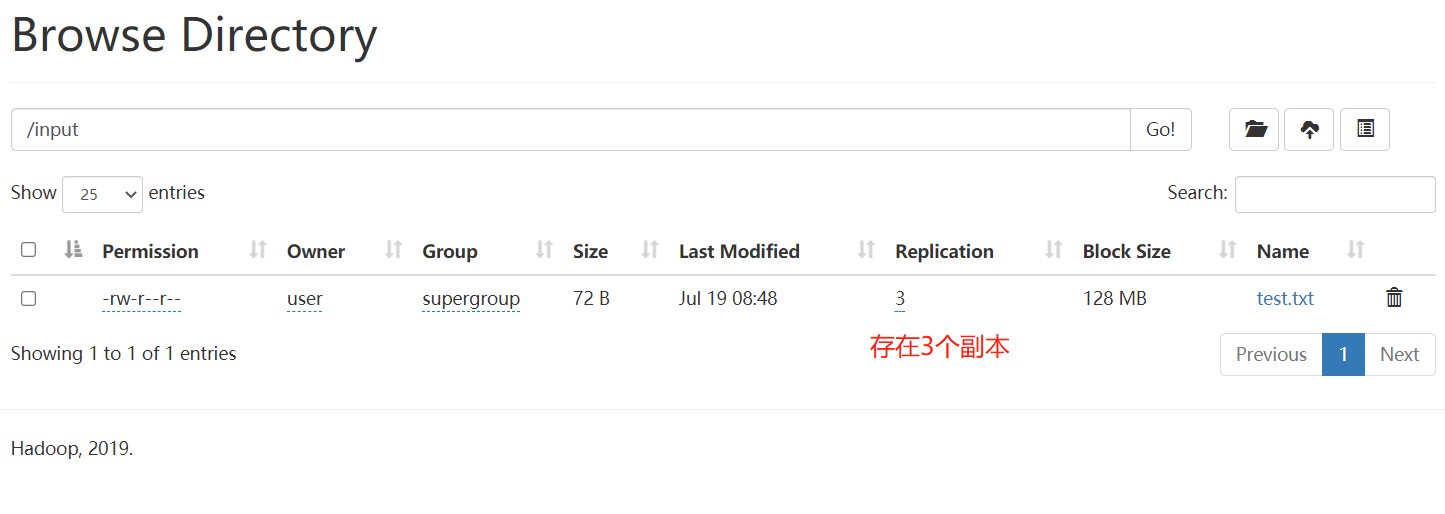 Browse Directory
/input Go!
Show 25 entries Search:
Permission Owner Group Size Last Modified Replication Block Size Name
-rw-r--r-- user supergroup 72 B Jul 19 08:48 3 128 MB test.txt
存在3个副本
Showing 1 to 1 of 1 entries Previous 1 Next
Hadoop, 2019.